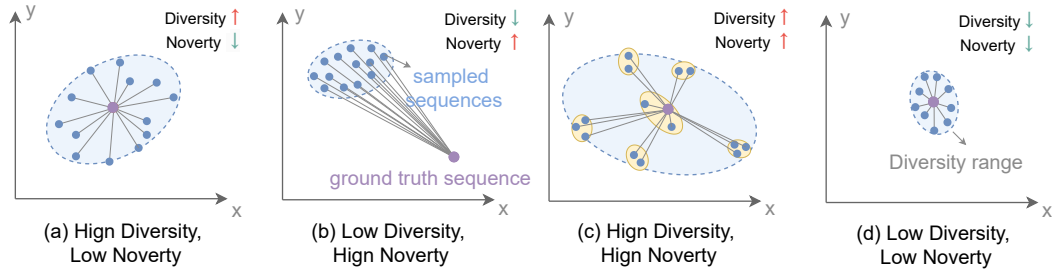 y
Diversity ↑
Noverty ↓
x
(a) Hign Diversity,
Low Noverty
y
Diversity ↓
Noverty ↑
sampled
sequences
ground truth sequence
x
(b) Low Diversity,
Hign Noverty
y
Diversity ↑
Noverty ↑
x
(c) Hign Diversity,
Hign Noverty
y
Diversity ↓
Noverty ↓
Diversity range
x
(d) Low Diversity,
Low Noverty